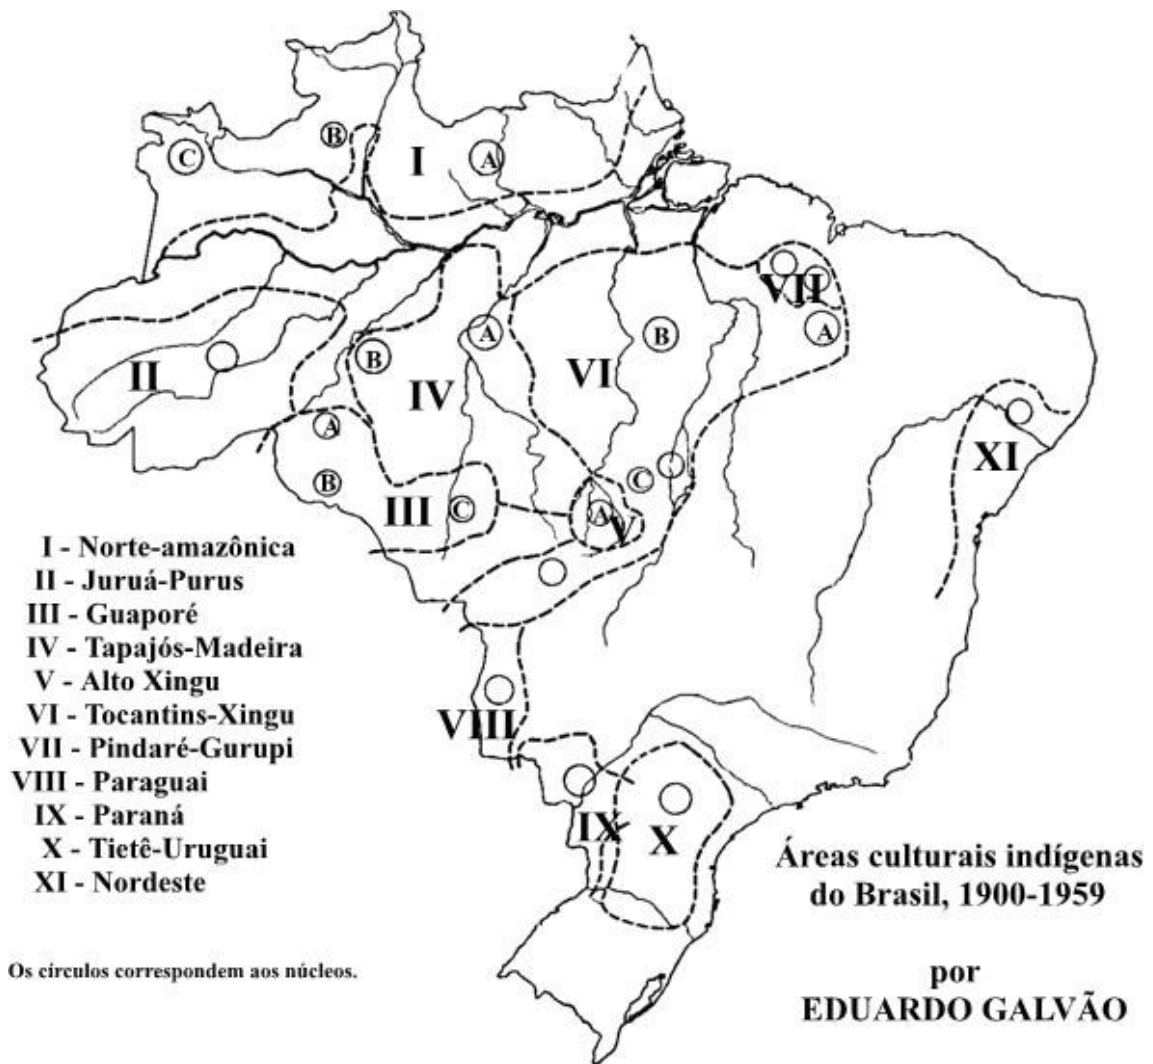 B
C
I
A
VII
A
A
B
B
II
IV
VI
A
XI
B
C
III
C
A
V
I - Norte-amazônica
II - Juruá-Purus
III - Guaporé
IV - Tapajós-Madeira
V - Alto Xingu
VI - Tocantins-Xingu
VII - Pindaré-Gurupi
VIII - Paraguai
IX - Paraná
X - Tietê-Uruguai
XI - Nordeste
VIII
IX
X
Áreas culturais indígenas
do Brasil, 1900-1959
Os círculos correspondem aos núcleos.
por
EDUARDO GALVÃO